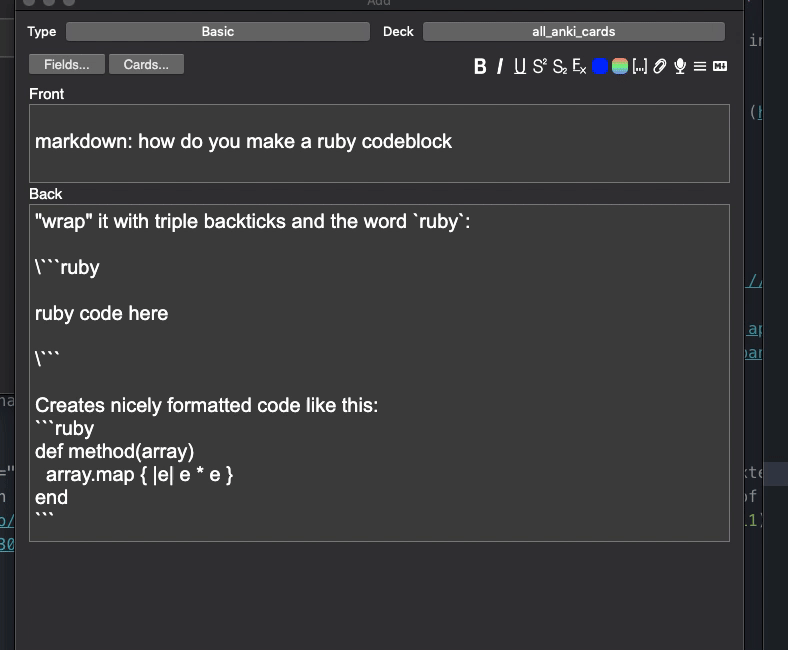 Add
Type Basic Deck all_anki_cards
Fields... Cards...
B I U S² S₂ Ex [...] M↓
Front
markdown: how do you make a ruby codeblock
Back
"wrap" it with triple backticks and the word `ruby`:
\```ruby
ruby code here
\```
Creates nicely formatted code like this:
```ruby
def method(array)
  array.map { |e| e * e }
end
```